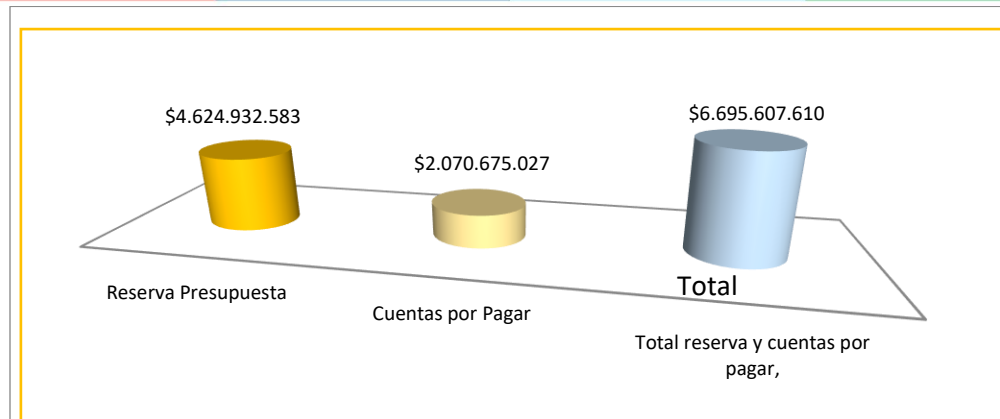 $4.624.932.583
$2.070.675.027
$6.695.607.610
Reserva Presupuesta
Cuentas por Pagar
Total
Total reserva y cuentas por
pagar,